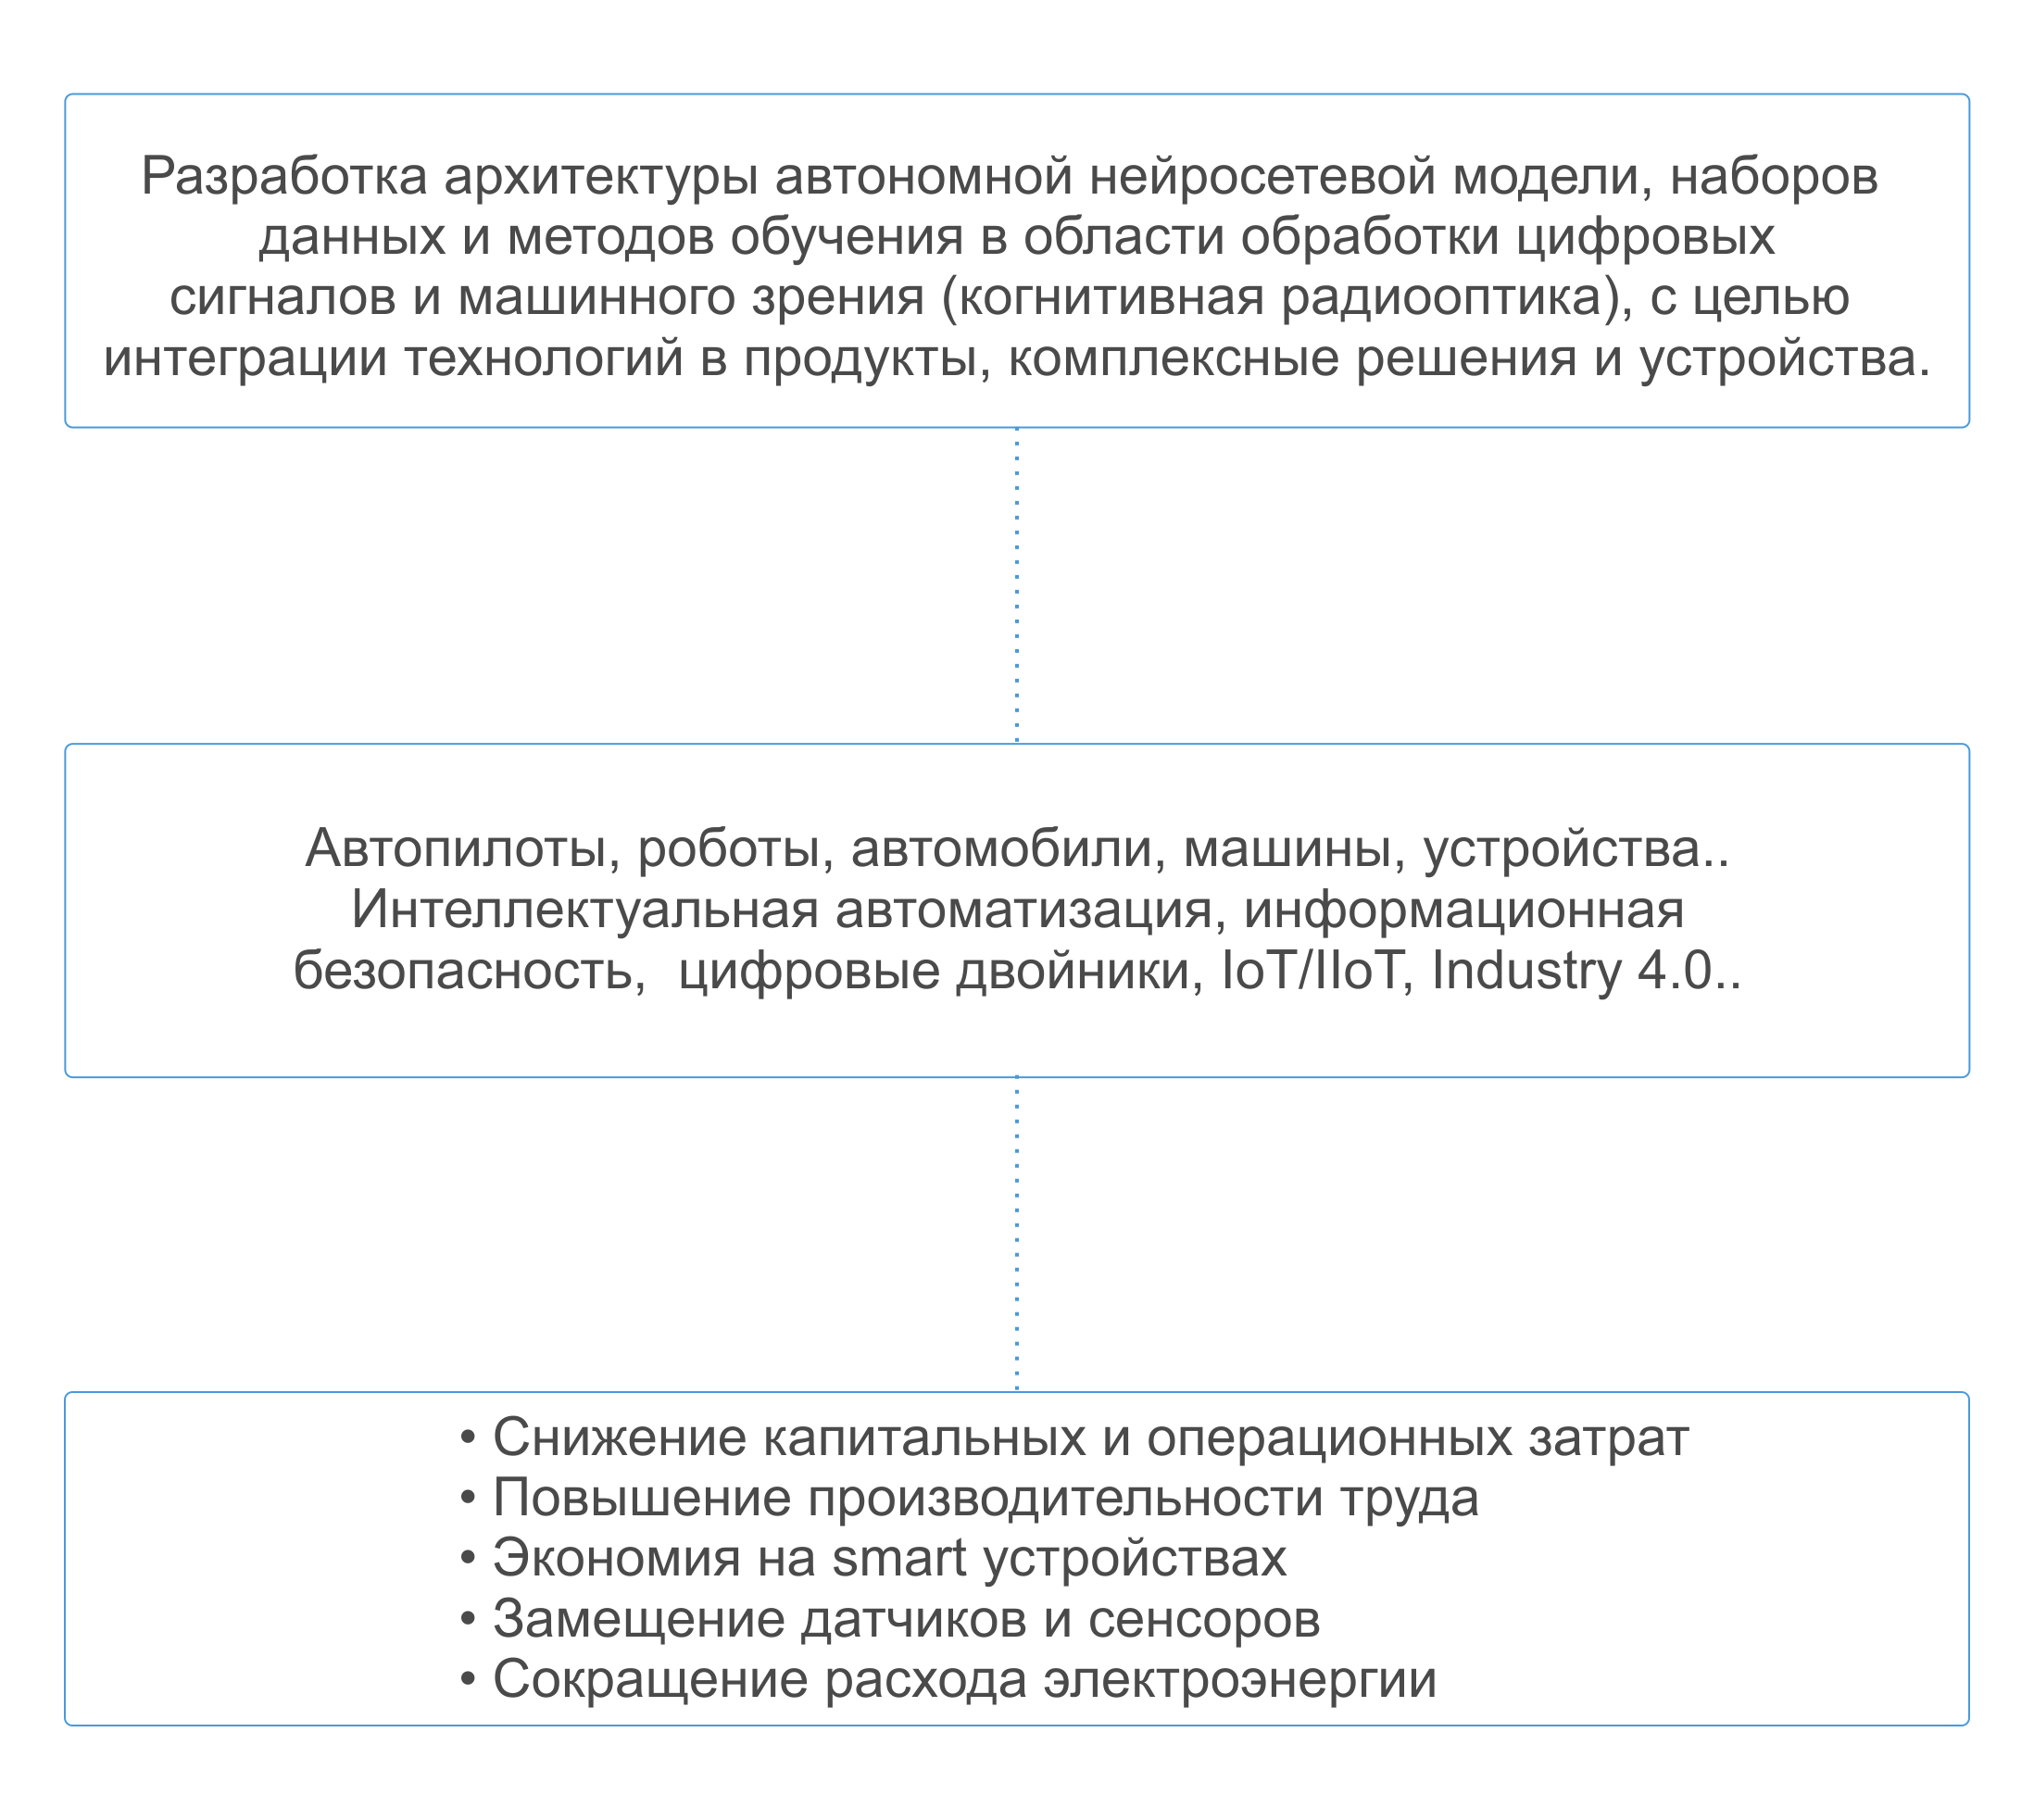 Разработка архитектуры автономной нейросетевой модели, наборов
данных и методов обучения в области обработки цифровых
сигналов и машинного зрения (когнитивная радиооптика), с целью
интеграции технологий в продукты, комплексные решения и устройства.
Автопилоты, роботы, автомобили, машины, устройства..
Интеллектуальная автоматизация, информационная
безопасность,  цифровые двойники, IoT/IIoT, Industry 4.0..
• Снижение капитальных и операционных затрат
• Повышение производительности труда
• Экономия на smart устройствах
• Замещение датчиков и сенсоров
• Сокращение расхода электроэнергии